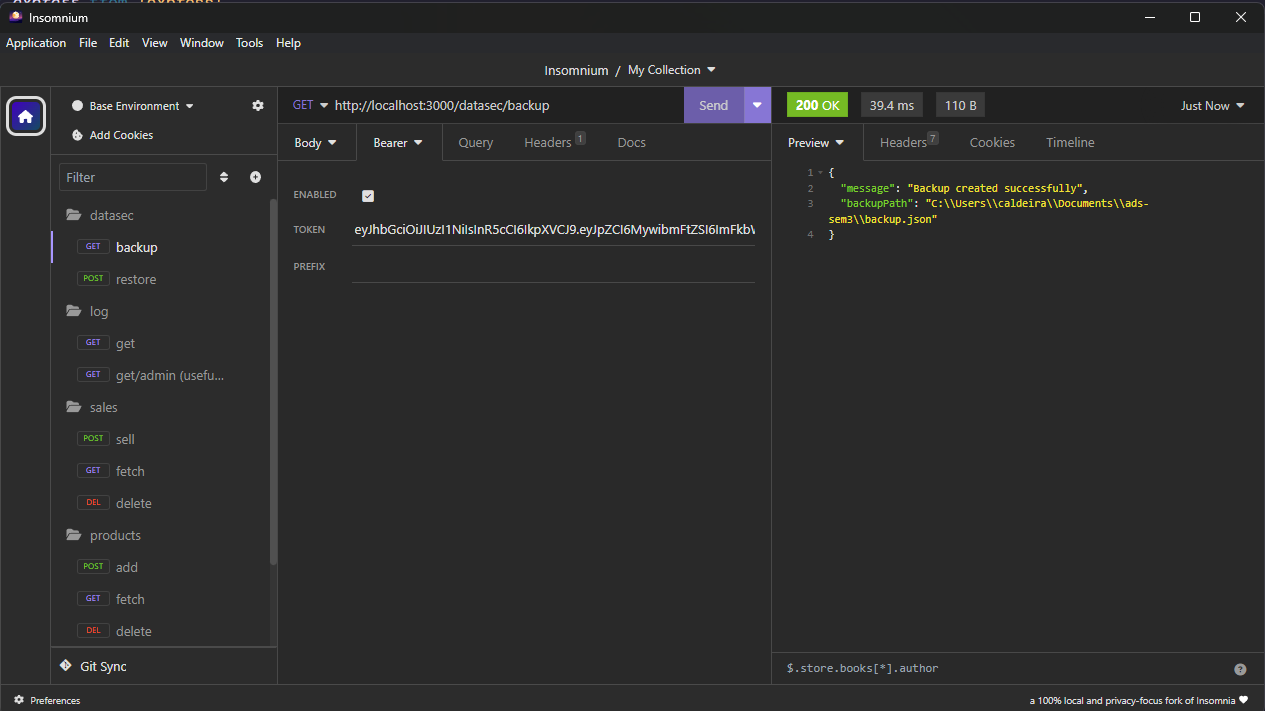 Insomnium
Application File Edit View Window Tools Help
Insomnium / My Collection
Base Environment
Add Cookies
Filter
datasec
GET backup
POST restore
log
GET get
GET get/admin (usefu...
sales
POST sell
GET fetch
DEL delete
products
POST add
GET fetch
DEL delete
Git Sync
GET http://localhost:3000/datasec/backup Send
Body Bearer Query Headers 1 Docs
ENABLED
TOKEN eyJhbGciOiJIUzI1NiIsInR5cCI6IkpXVCJ9.eyJpZCI6MywibmFtZSI6ImFkbW
PREFIX
200 OK 39.4 ms 110 B Just Now
Preview Headers 7 Cookies Timeline
1 {
2 "message": "Backup created successfully",
3 "backupPath": "C:\\Users\\caldeira\\Documents\\ads-
sem3\\backup.json"
4 }
$.store.books[*].author
Preferences
a 100% local and privacy-focus fork of Insomnia